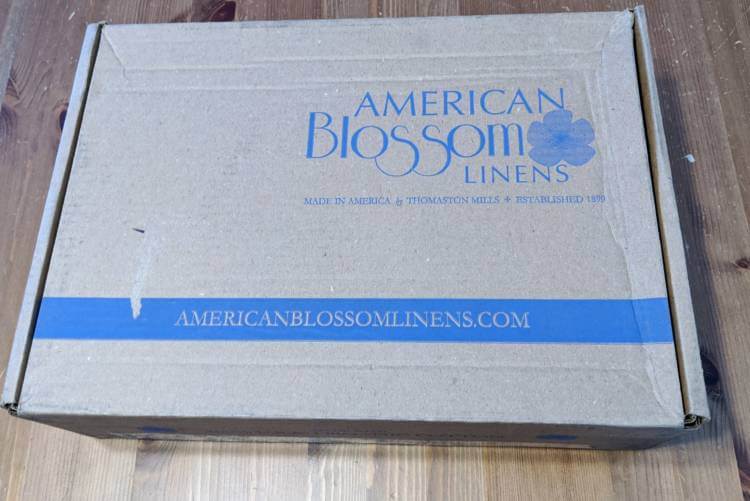 AMERICAN
Blossom
LINENS
MADE IN AMERICA by THOMASTON MILLS + ESTABLISHED 1899
AMERICANBLOSSOMLINENS.COM